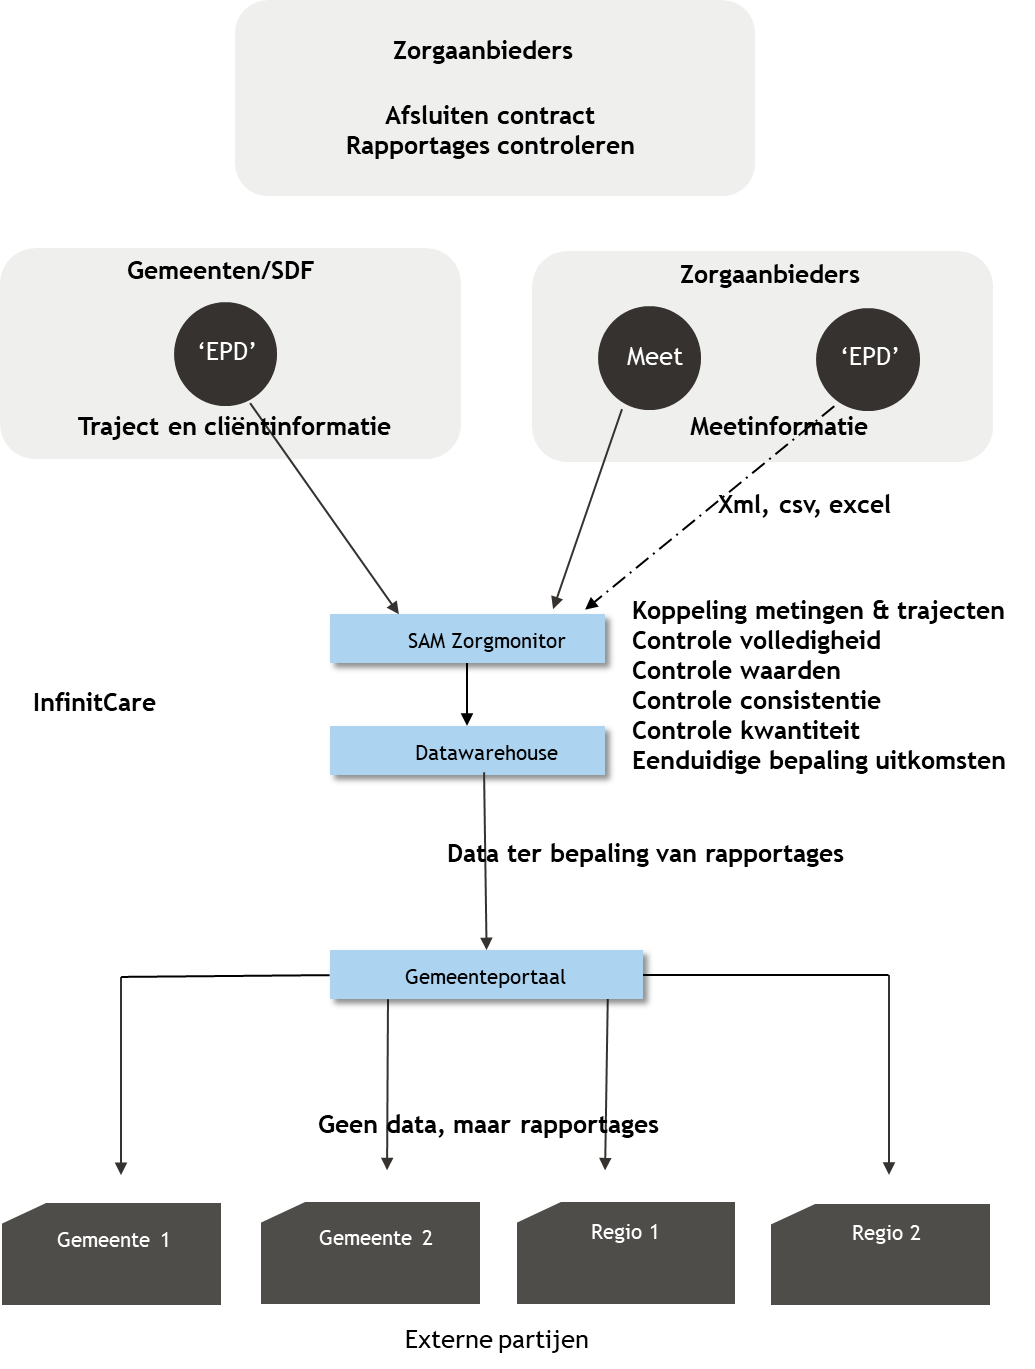 Zorgaanbieders
Afsluiten contract
Rapportages controleren
Gemeenten/SDF
‘EPD’
Traject en cliëntinformatie
Zorgaanbieders
Meet
‘EPD’
Meetinformatie
Xml, csv, excel
SAM Zorgmonitor
Koppeling metingen & trajecten
Controle volledigheid
Controle waarden
Controle consistentie
Controle kwantiteit
Eenduidige bepaling uitkomsten
InfinitCare
Datawarehouse
Data ter bepaling van rapportages
Gemeenteportaal
Geen data, maar rapportages
Gemeente 1
Gemeente 2
Regio 1
Regio 2
Externe partijen